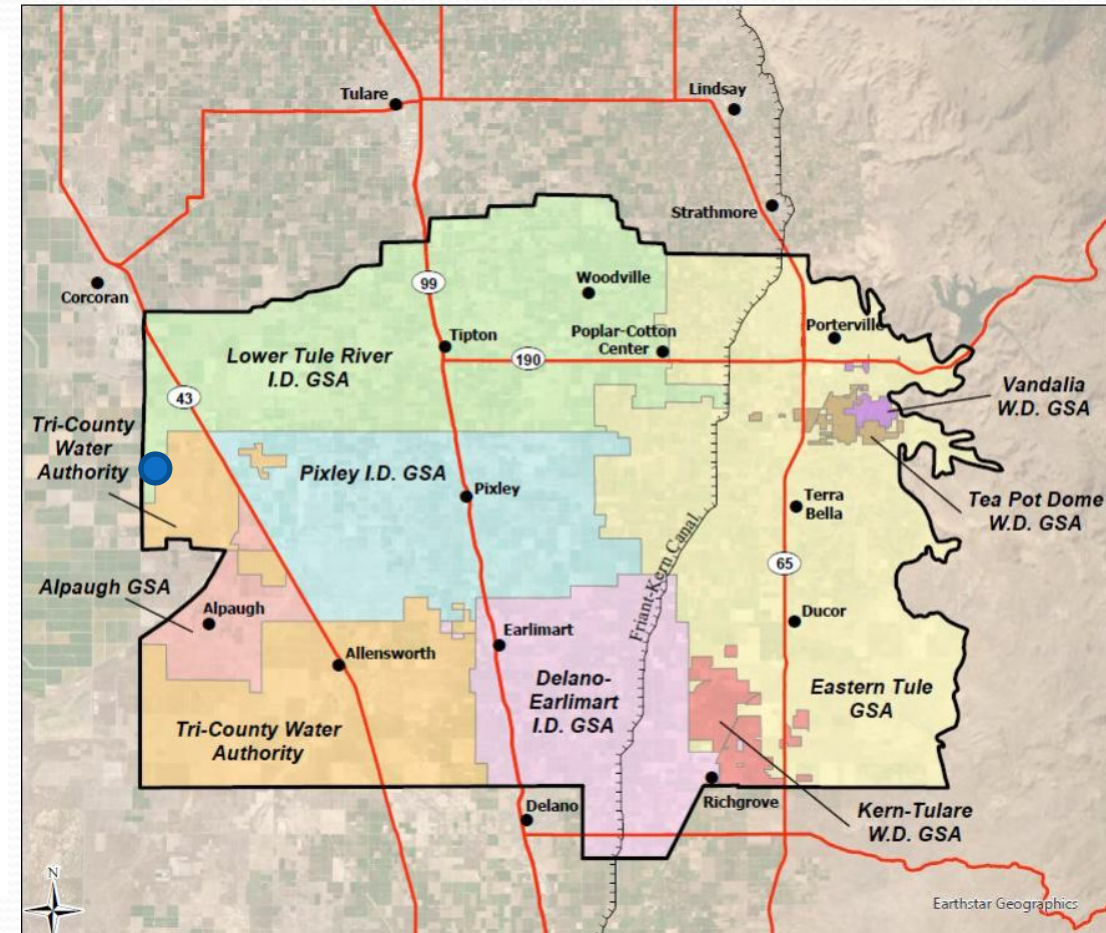 Tulare
Lindsay
Strathmore
Corcoran
99
Woodville
Tipton
Poplar-Cotton
Center
190
Porterville
Lower Tule River
I.D. GSA
43
Vandalia
W.D. GSA
Tri-County
Water
Authority
Pixley I.D. GSA
Pixley
Terra
Bella
Tea Pot Dome
W.D. GSA
Friant-Kern Canal
65
Alpaugh GSA
Alpaugh
Ducor
Earlimart
Allensworth
Delano-
Earlimart
I.D. GSA
Eastern Tule
GSA
Tri-County Water
Authority
Delano
Richgrove
Kern-Tulare
W.D. GSA
N
Earthstar Geographics